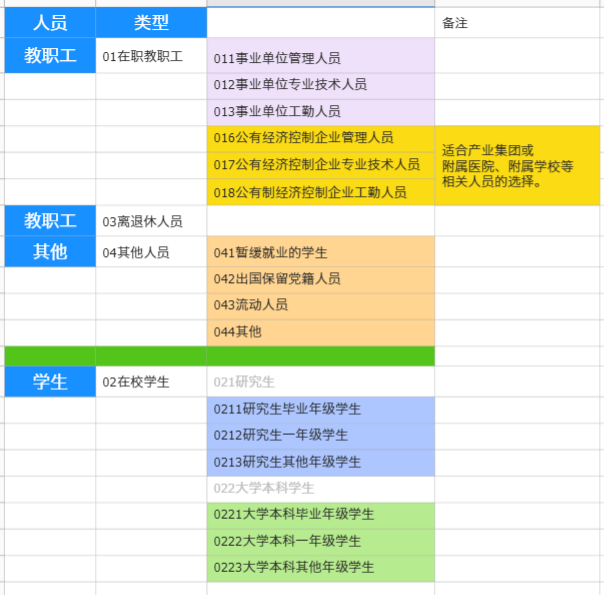 人员 类型 备注
教职工 01在职教职工 011事业单位管理人员
012事业单位专业技术人员
013事业单位工勤人员
016公有经济控制企业管理人员
017公有经济控制企业专业技术人员
018公有制经济控制企业工勤人员
适合产业集团或
附属医院、附属学校等
相关人员的选择。
教职工 03离退休人员
其他 04其他人员 041暂缓就业的学生
042出国保留党籍人员
043流动人员
044其他
学生 02在校学生 021研究生
0211研究生毕业年级学生
0212研究生一年级学生
0213研究生其他年级学生
022大学本科学生
0221大学本科毕业年级学生
0222大学本科一年级学生
0223大学本科其他年级学生